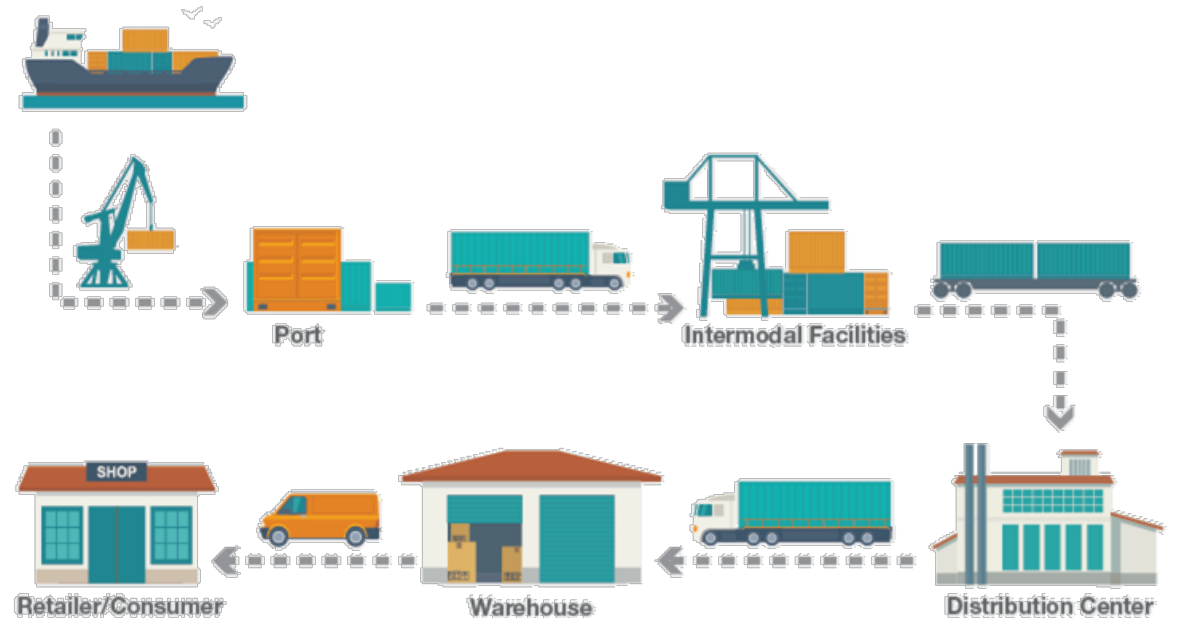 Port
Intermodal Facilities
SHOP
Retailer/Consumer
Warehouse
Distribution Center